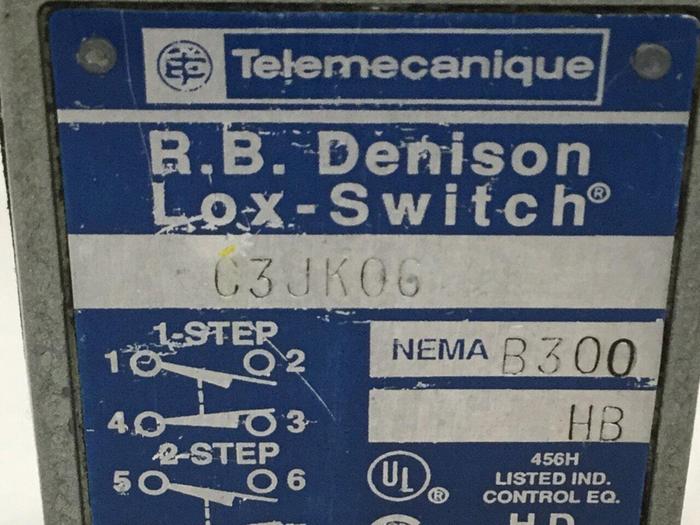 Telemecanique
R.B. Denison
Lox-Switch®
C3JK06
1-STEP
1 2
NEMA B300
4 3
HB
2-STEP
5 6
UL ®
456H
LISTED IND.
CONTROL EQ.
H.D.